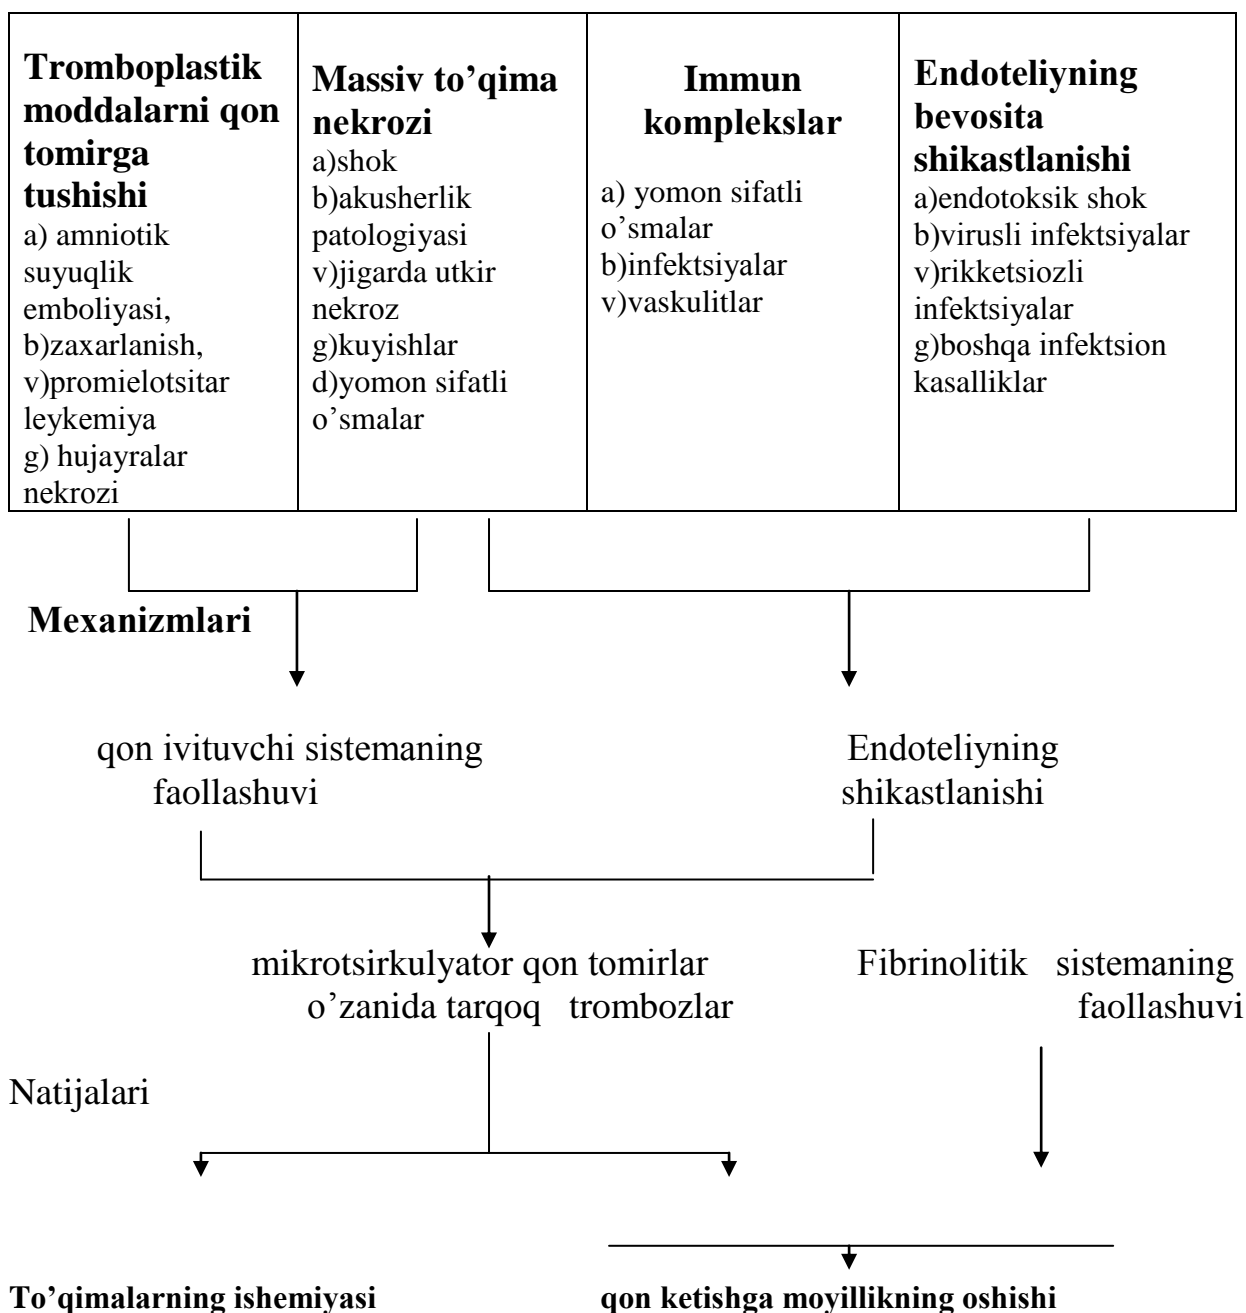 Tromboplastik
moddalarni qon
tomirga
tushishi
a) amniotik
suyuqlik
emboliyasi,
b)zaxarlanish,
v)promielotsitar
leykemiya
g) hujayralar
nekrozi
Massiv to’qima
nekrozi
a)shok
b)akusherlik
patologiyasi
v)jigarda utkir
nekroz
g)kuyishlar
d)yomon sifatli
o’smalar
Immun
komplekslar
a) yomon sifatli
o’smalar
b)infektsiyalar
v)vaskulitlar
Endoteliyning
bevosita
shikastlanishi
a)endotoksik shok
b)virusli infektsiyalar
v)rikketsiozli
infektsiyalar
g)boshqa infektsion
kasalliklar
Mexanizmlari
qon ivituvchi sistemaning
faollashuvi
Endoteliyning
shikastlanishi
mikrotsirkulyator qon tomirlar
o’zanida tarqoq trombozlar
Fibrinolitik sistemaning
faollashuvi
Natijalari
To’qimalarning ishemiyasi
qon ketishga moyillikning oshishi